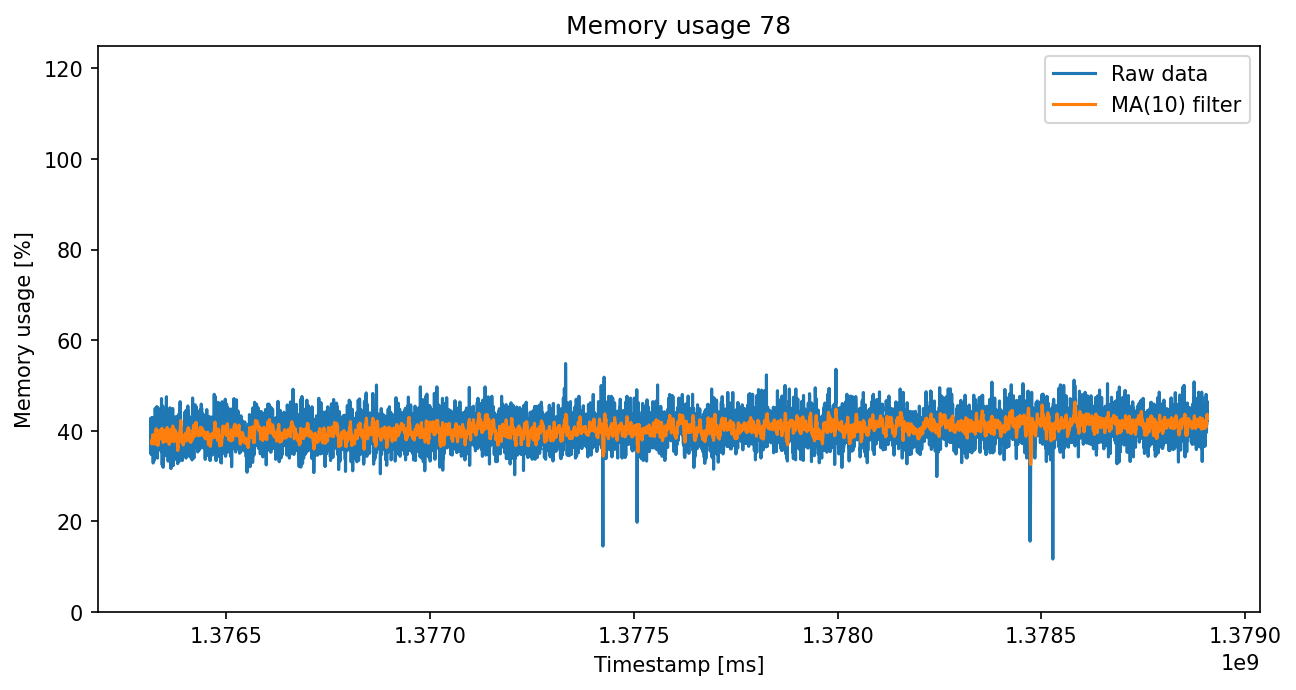 Memory usage 78
Raw data
MA(10) filter
Memory usage [%]
120
100
80
60
40
20
0
1.3765 1.3770 1.3775 1.3780 1.3785 1.3790
1e9
Timestamp [ms]